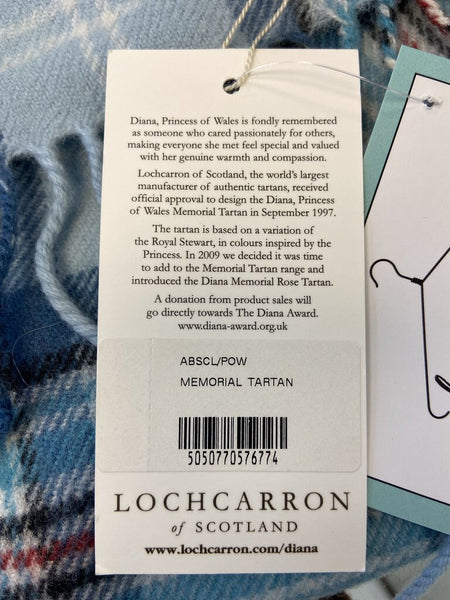 Diana, Princess of Wales is fondly remembered
as someone who cared passionately for others,
making everyone she met feel special and valued
with her genuine warmth and compassion.
Lochcarron of Scotland, the world's largest
manufacturer of authentic tartans, received
official approval to design the Diana, Princess
of Wales Memorial Tartan in September 1997.
The tartan is based on a variation of
the Royal Stewart, in colours inspired by the
Princess. In 2009 we decided it was time
to add to the Memorial Tartan range and
introduced the Diana Memorial Rose Tartan.
A donation from product sales will
go directly towards The Diana Award.
www.diana-award.org.uk
ABSCL/POW
MEMORIAL TARTAN
5050770576774
LOCHCARRON
of SCOTLAND
www.lochcarron.com/diana